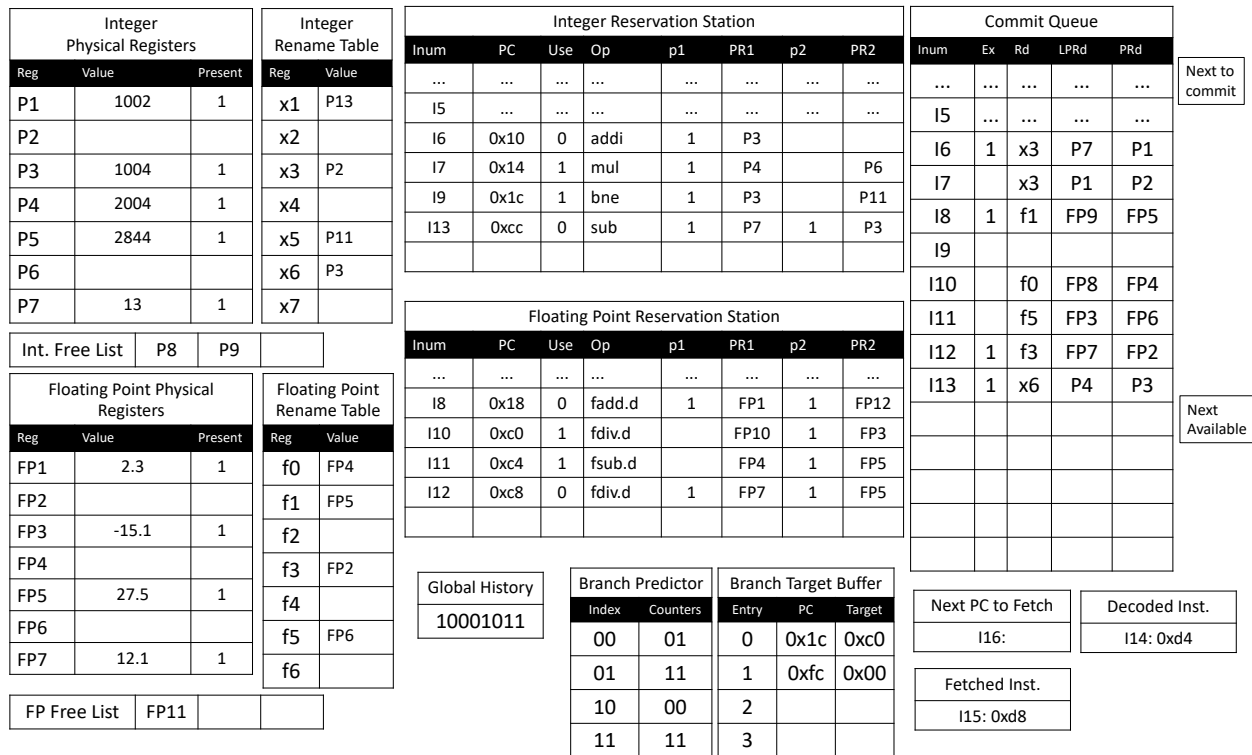 Integer
Physical Registers
Reg Value Present
P1 1002 1
P2
P3 1004 1
P4 2004 1
P5 2844 1
P6
P7 13 1
Integer
Rename Table
Reg Value
x1 P13
x2
x3 P2
x4
x5 P11
x6 P3
x7
Int. Free List P8 P9
Integer Reservation Station
Inum PC Use Op p1 PR1 p2 PR2
... ... ... ... ... ... ... ...
I5 ... ... ... ... ... ... ...
I6 0x10 0 addi 1 P3
I7 0x14 1 mul 1 P4 P6
I9 0x1c 1 bne 1 P3 P11
I13 0xcc 0 sub 1 P7 1 P3
Commit Queue
Inum Ex Rd LPRd PRd
... ... ... ... ...
I5 ... ... ... ...
I6 1 x3 P7 P1
I7 x3 P1 P2
I8 1 f1 FP9 FP5
I9
I10 f0 FP8 FP4
I11 f5 FP3 FP6
I12 1 f3 FP7 FP2
I13 1 x6 P4 P3
Next to
commit
Next
Available
Floating Point Physical
Registers
Reg Value Present
FP1 2.3 1
FP2
FP3 -15.1 1
FP4
FP5 27.5 1
FP6
FP7 12.1 1
Floating Point
Rename Table
Reg Value
f0 FP4
f1 FP5
f2
f3 FP2
f4
f5 FP6
f6
FP Free List FP11
Floating Point Reservation Station
Inum PC Use Op p1 PR1 p2 PR2
... ... ... ... ... ... ... ...
I8 0x18 0 fadd.d 1 FP1 1 FP12
I10 0xc0 1 fdiv.d FP10 1 FP3
I11 0xc4 1 fsub.d FP4 1 FP5
I12 0xc8 0 fdiv.d 1 FP7 1 FP5
Global History
10001011
Branch Predictor
Index Counters
00 01
01 11
10 00
11 11
Branch Target Buffer
Entry PC Target
0 0x1c 0xc0
1 0xfc 0x00
2
3
Next PC to Fetch
I16:
Decoded Inst.
I14: 0xd4
Fetched Inst.
I15: 0xd8